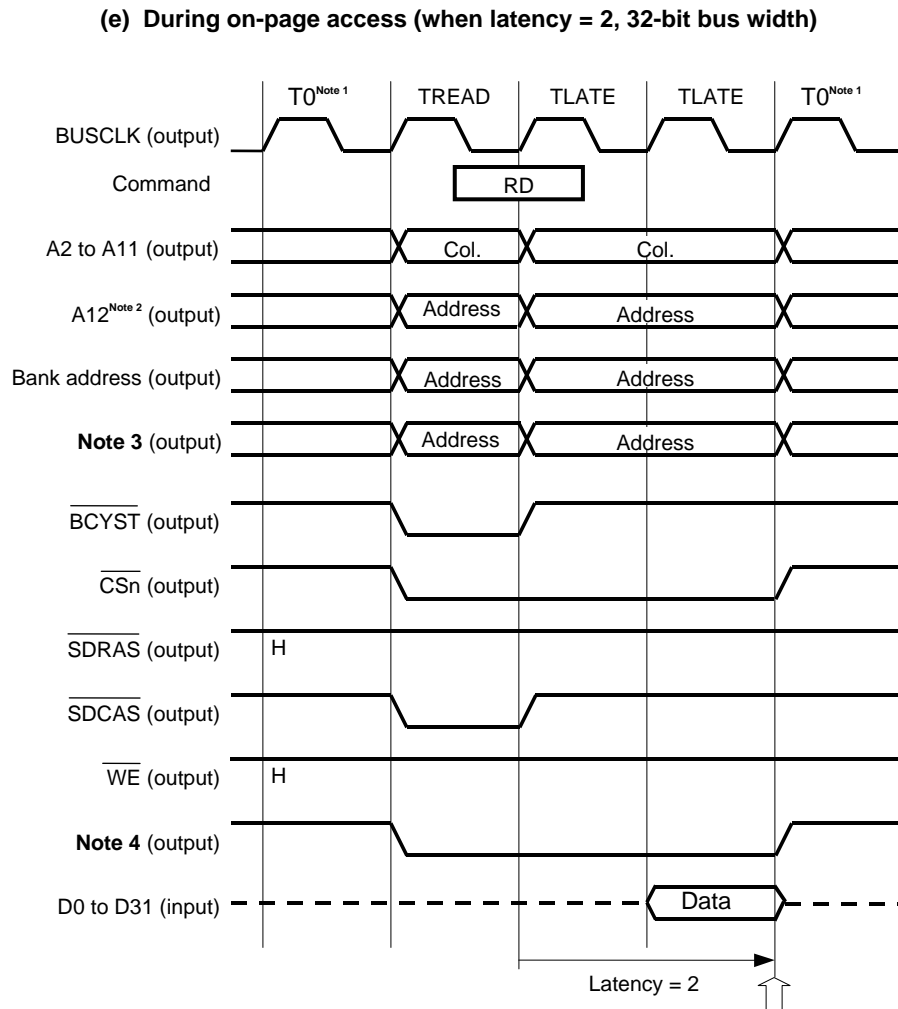 (e) During on-page access (when latency = 2, 32-bit bus width)
T0Note 1 TREAD TLATE TLATE T0Note 1
BUSCLK (output)
Command RD
A2 to A11 (output) Col. Col.
A12Note 2 (output) Address Address
Bank address (output) Address Address
Note 3 (output) Address Address
BCYST (output)
CSn (output)
SDRAS (output) H
SDCAS (output)
WE (output) H
Note 4 (output)
D0 to D31 (input) Data
Latency = 2